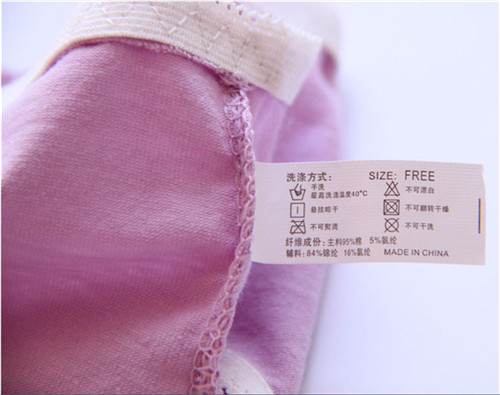 洗涤方式： SIZE: FREE
手洗 最高洗涤温度40℃ 不可漂白
悬挂晾干 不可翻转干燥
不可熨烫 不可干洗
纤维成份：主料95%棉 5%氨纶
辅料：84%锦纶 16%氨纶 MADE IN CHINA